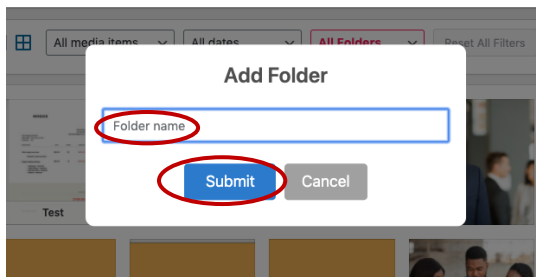 All media items All dates All Folders Reset All Filters
Add Folder
Folder name
Submit Cancel
Test